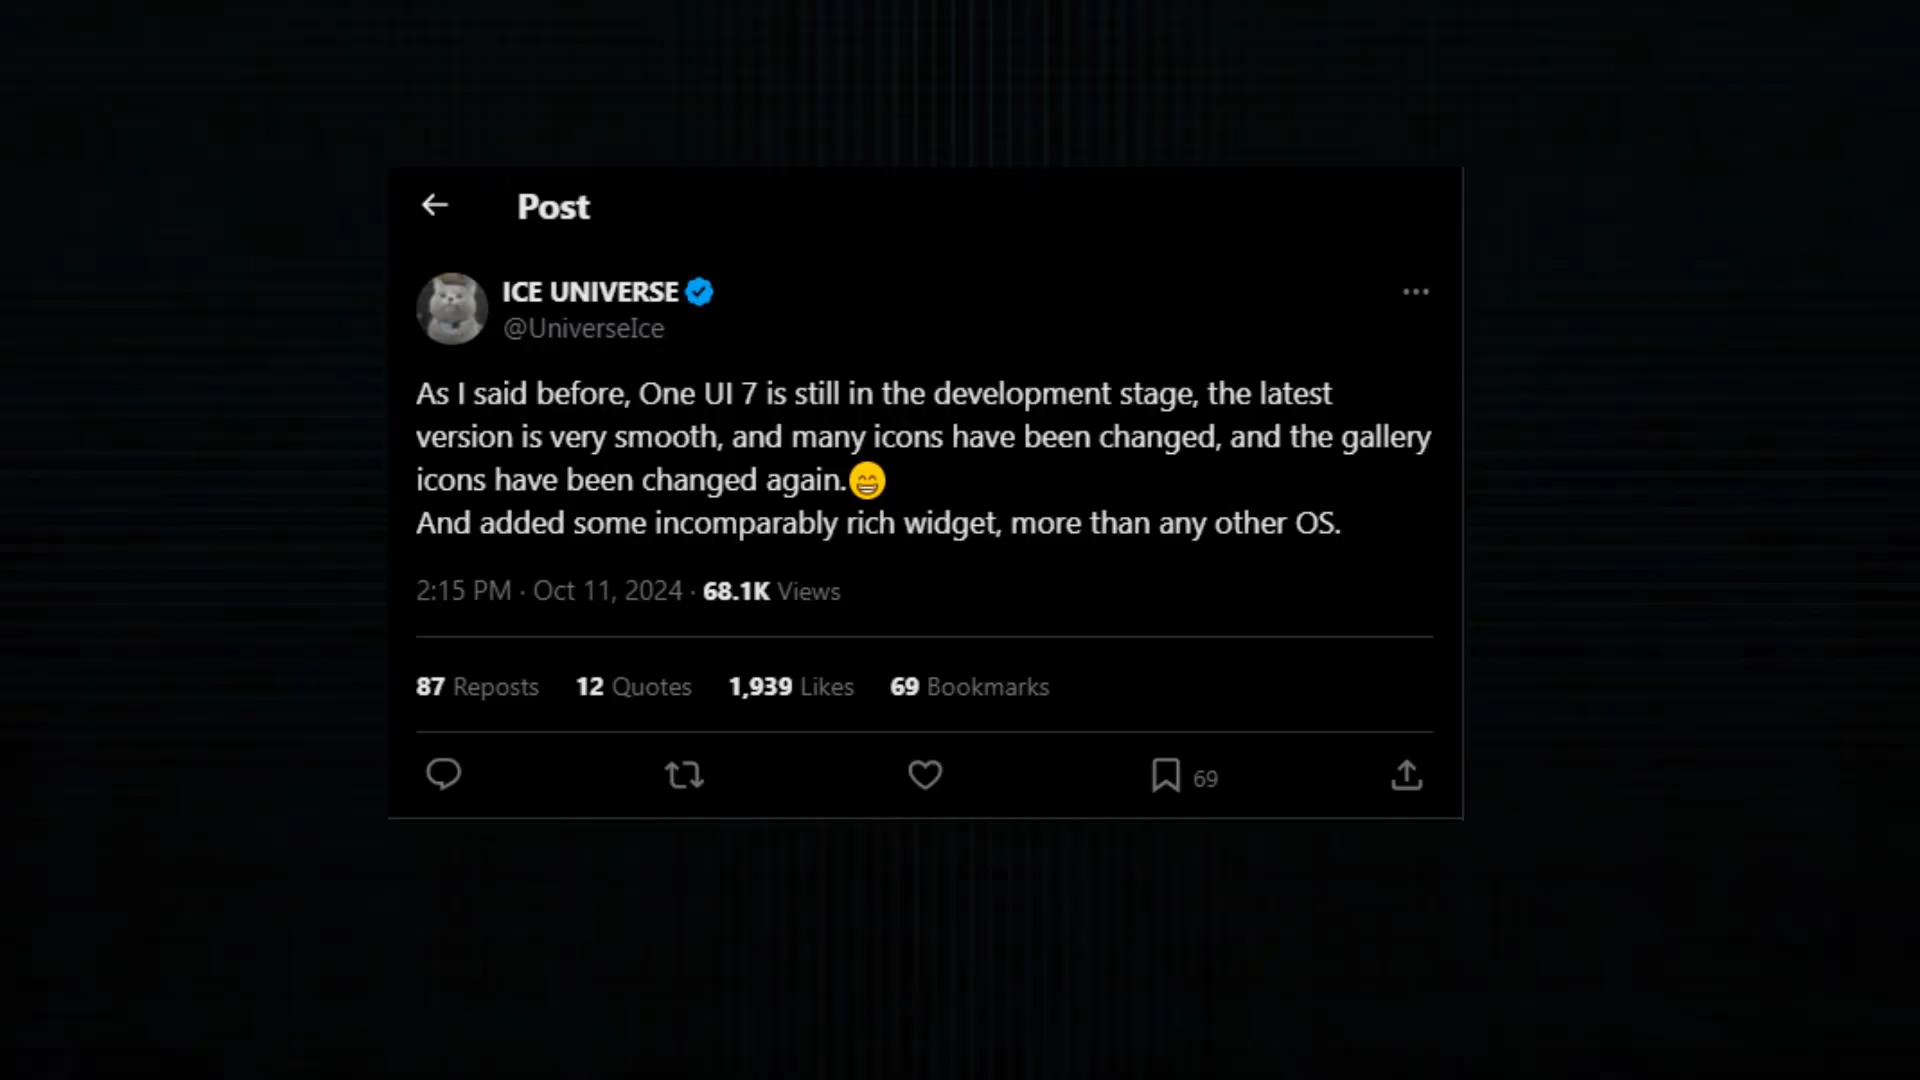 Post
ICE UNIVERSE
@UniverseIce
As I said before, One UI 7 is still in the development stage, the latest
version is very smooth, and many icons have been changed, and the gallery
icons have been changed again.😁
And added some incomparably rich widget, more than any other OS.
2:15 PM · Oct 11, 2024 · 68.1K Views
87 Reposts 12 Quotes 1,939 Likes 69 Bookmarks
69